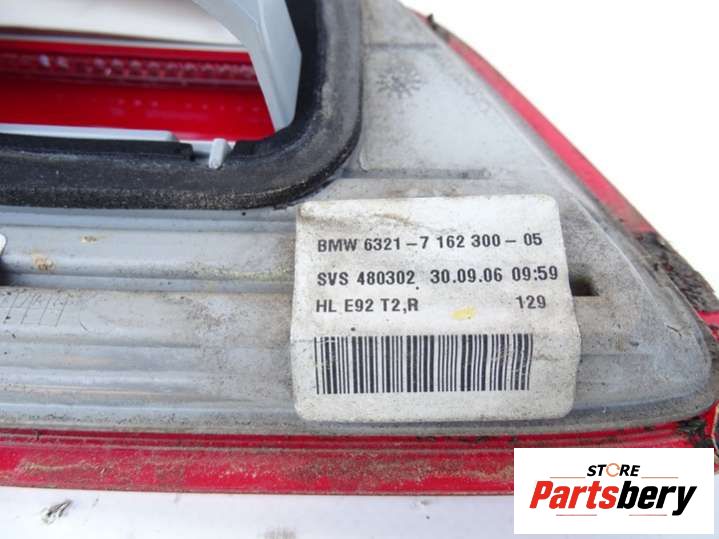 BMW 6321-7 162 300-05
SVS 480302 30.09.06 09:59
HL E92 T2,R 129
STORE
Partsbery